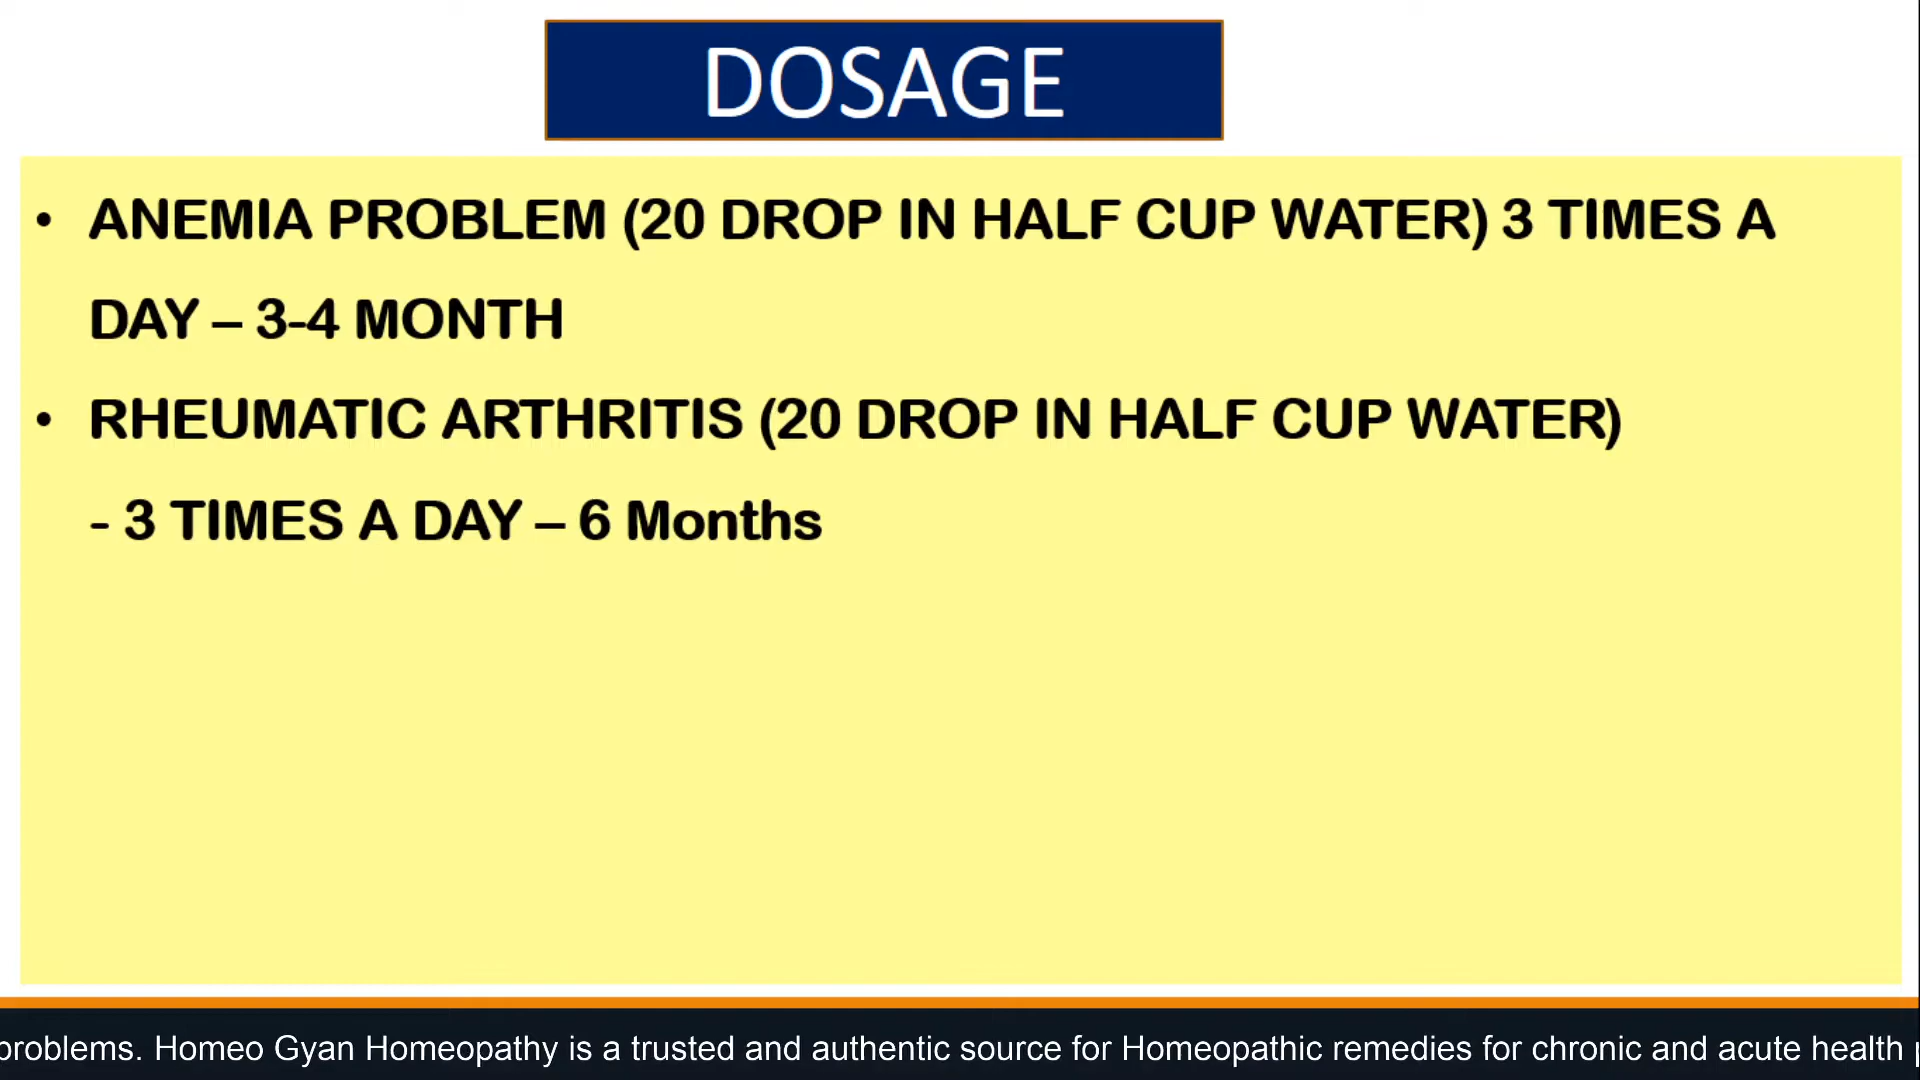 DOSAGE
• ANEMIA PROBLEM (20 DROP IN HALF CUP WATER) 3 TIMES A
DAY – 3-4 MONTH
• RHEUMATIC ARTHRITIS (20 DROP IN HALF CUP WATER)
- 3 TIMES A DAY – 6 Months
problems. Homeo Gyan Homeopathy is a trusted and authentic source for Homeopathic remedies for chronic and acute health